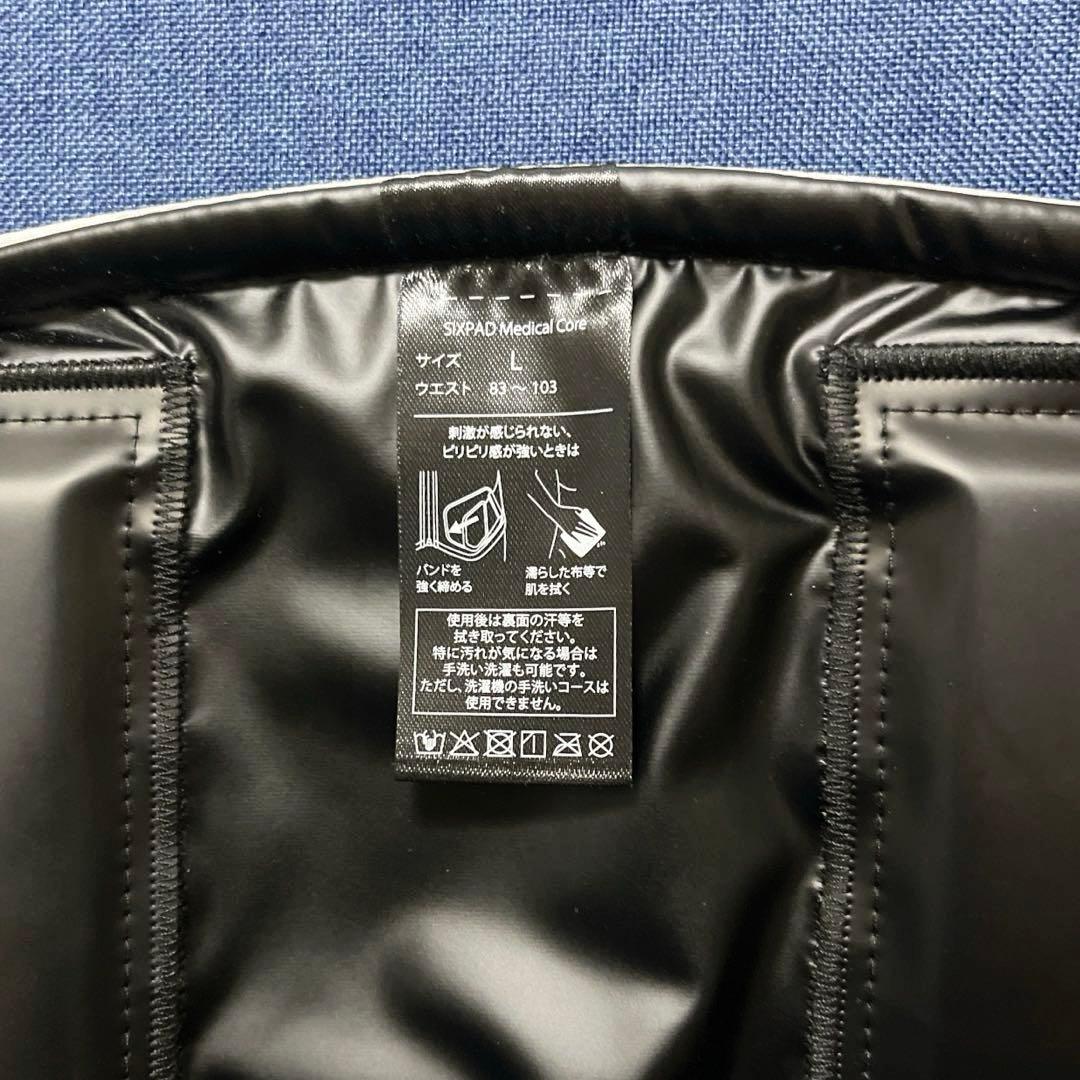 SIXPAD Medical Core
サイズ L
ウエスト 83～103
刺激が感じられない、
ピリピリ感が強いときは
バンドを
強く締める
濡らした布等で
肌を拭く
使用後は裏面の汗等を
拭き取ってください。
特に汚れが気になる場合は
手洗い洗濯も可能です。
ただし、洗濯機の手洗いコースは
使用できません。